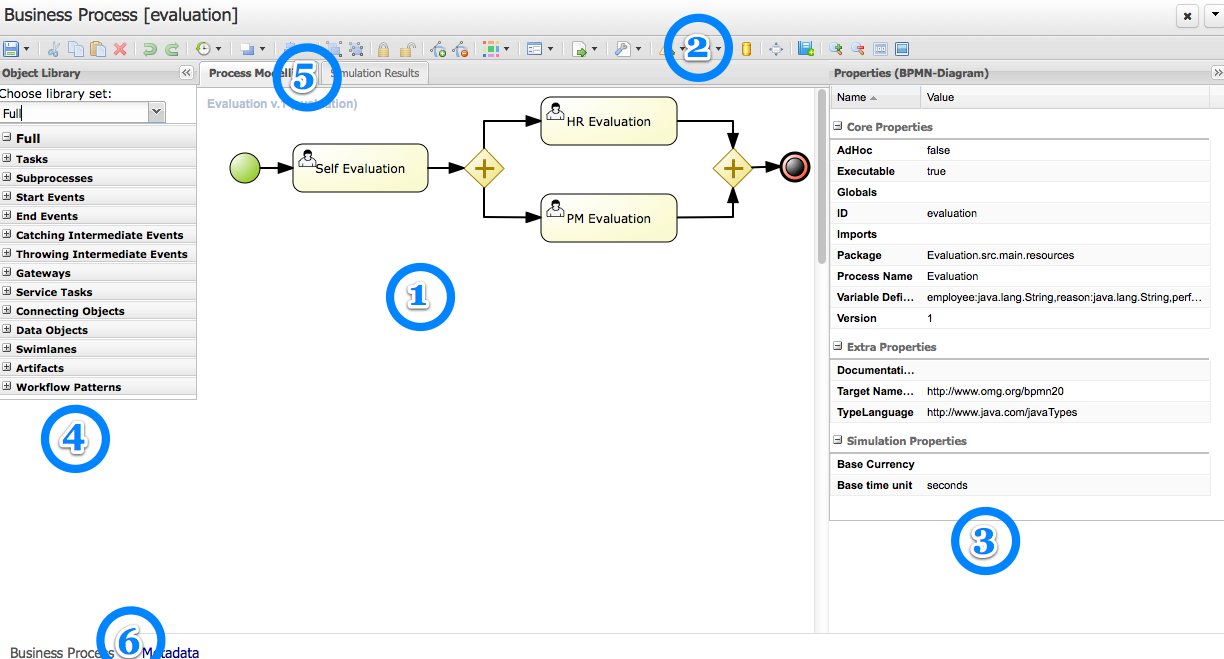 Business Process [evaluation]
2
Object Library
Process Modelling
5
Simulation Results
Properties (BPMN-Diagram)
Choose library set:
Full
Full
Tasks
Subprocesses
Start Events
End Events
Catching Intermediate Events
Throwing Intermediate Events
Gateways
Service Tasks
Connecting Objects
Data Objects
Swimlanes
Artifacts
Workflow Patterns
4
Evaluation v.1 (evaluation)
Self Evaluation
HR Evaluation
PM Evaluation
1
Name Value
Core Properties
AdHoc false
Executable true
Globals
ID evaluation
Imports
Package Evaluation.src.main.resources
Process Name Evaluation
Variable Defi... employee:java.lang.String,reason:java.lang.String,perf...
Version 1
Extra Properties
Documentati...
Target Name... http://www.omg.org/bpmn20
TypeLanguage http://www.java.com/javaTypes
Simulation Properties
Base Currency
Base time unit seconds
3
6
Business Process Metadata